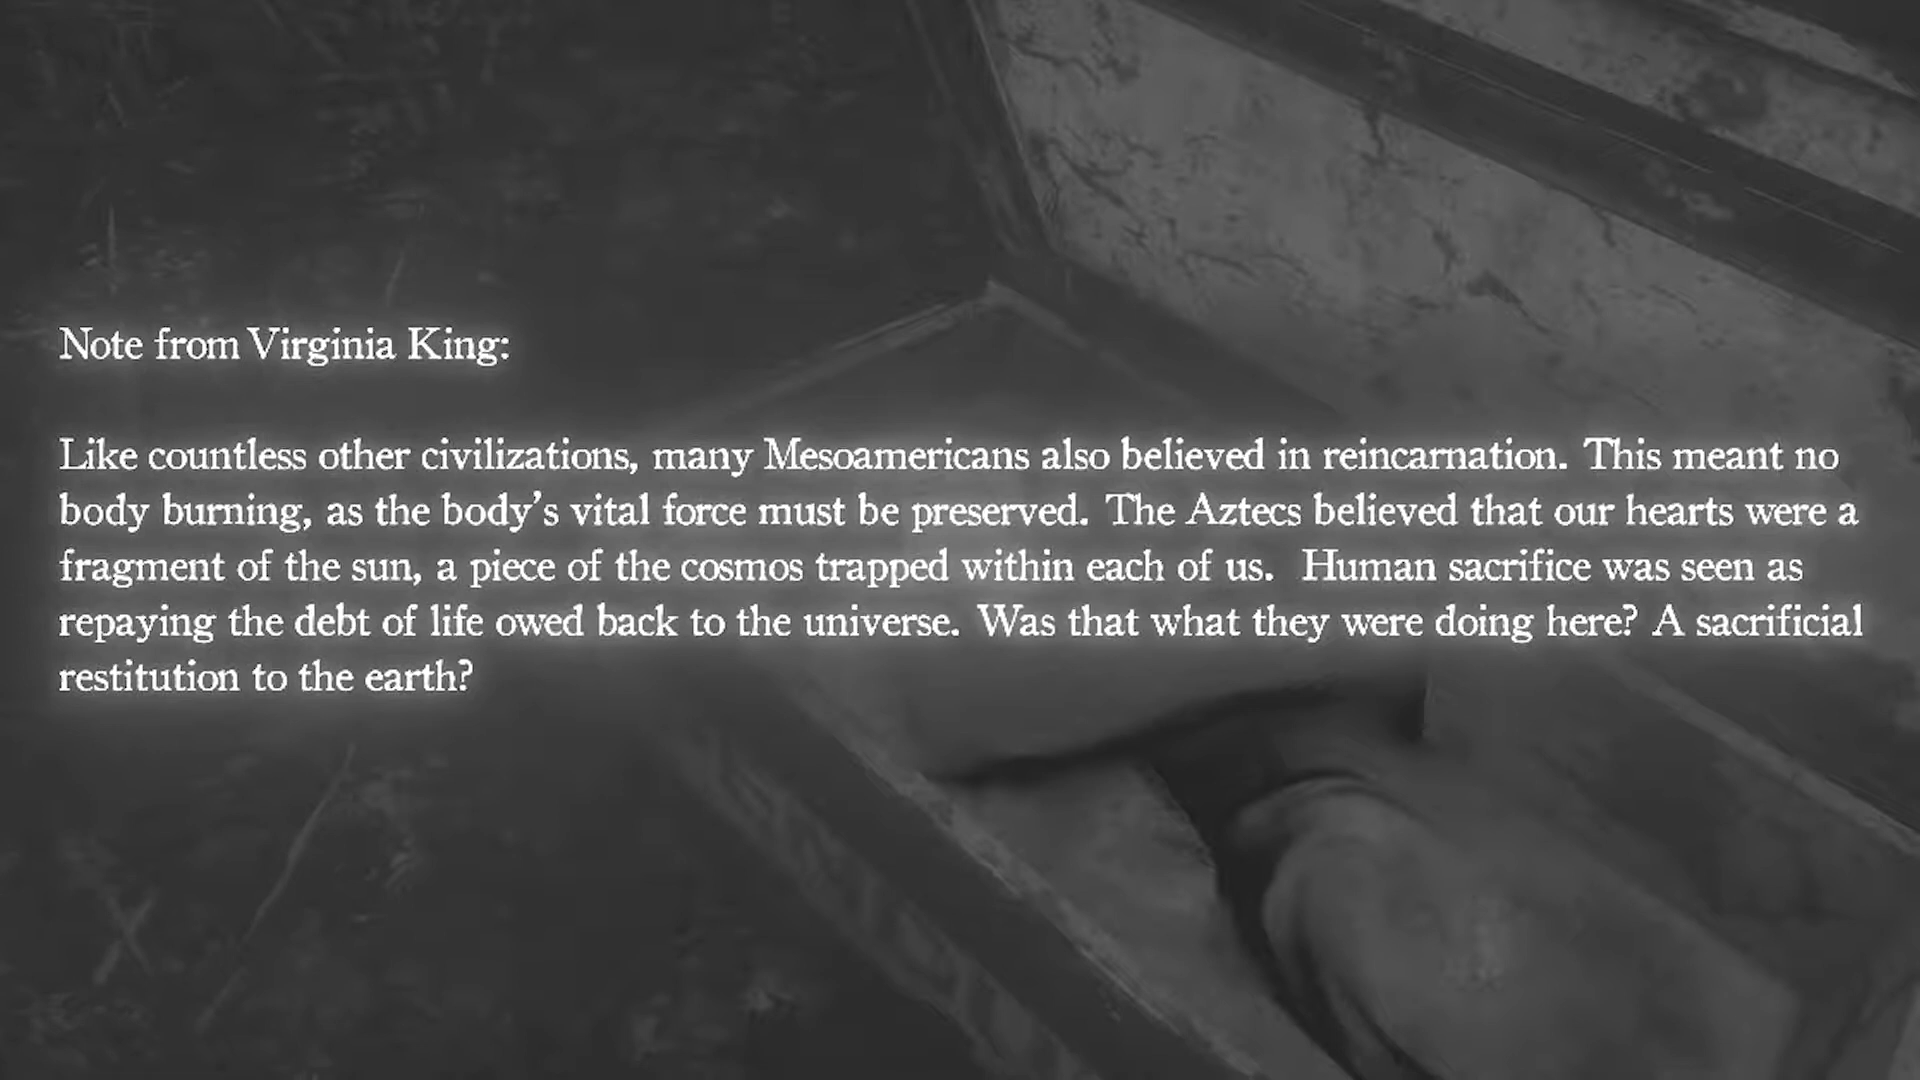 Note from Virginia King:
Like countless other civilizations, many Mesoamericans also believed in reincarnation. This meant no
body burning, as the body's vital force must be preserved. The Aztecs believed that our hearts were a
fragment of the sun, a piece of the cosmos trapped within each of us. Human sacrifice was seen as
repaying the debt of life owed back to the universe. Was that what they were doing here? A sacrificial
restitution to the earth?